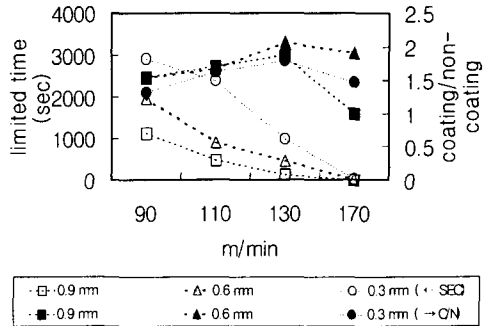 4000
3000
2000
1000
0
limited time
(sec)
2.5
2
1.5
1
0.5
0
coating/non-
coating
90 110 130 170
m/min
0.9 mm 0.6 mm 0.3 mm (← SEC)
0.9 mm 0.6 mm 0.3 mm (→ C/N)